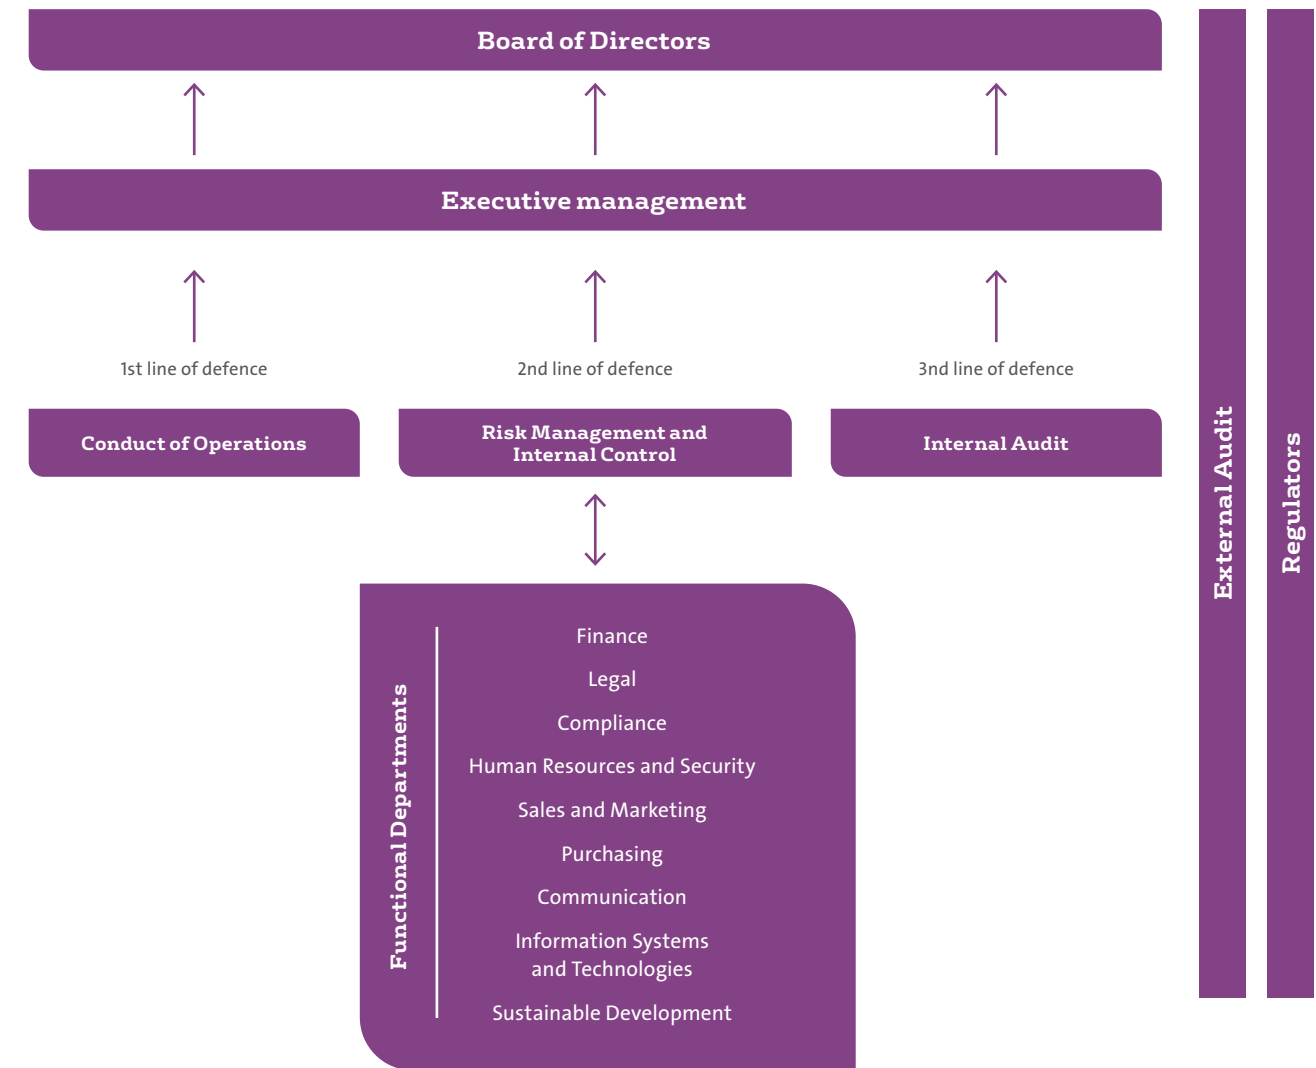 Board of Directors
Executive management
1st line of defence
2nd line of defence
3nd line of defence
Conduct of Operations
Risk Management and
Internal Control
Internal Audit
Functional Departments
Finance
Legal
Compliance
Human Resources and Security
Sales and Marketing
Purchasing
Communication
Information Systems
and Technologies
Sustainable Development
External Audit
Regulators